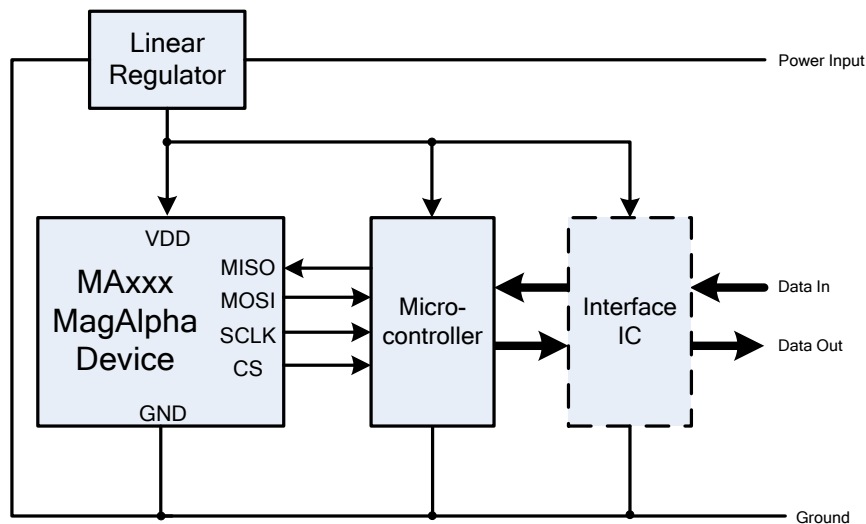 Linear
Regulator
Power Input
VDD
MAxxx
MagAlpha
Device
MISO
MOSI
SCLK
CS
GND
Micro-
controller
Interface
IC
Data In
Data Out
Ground